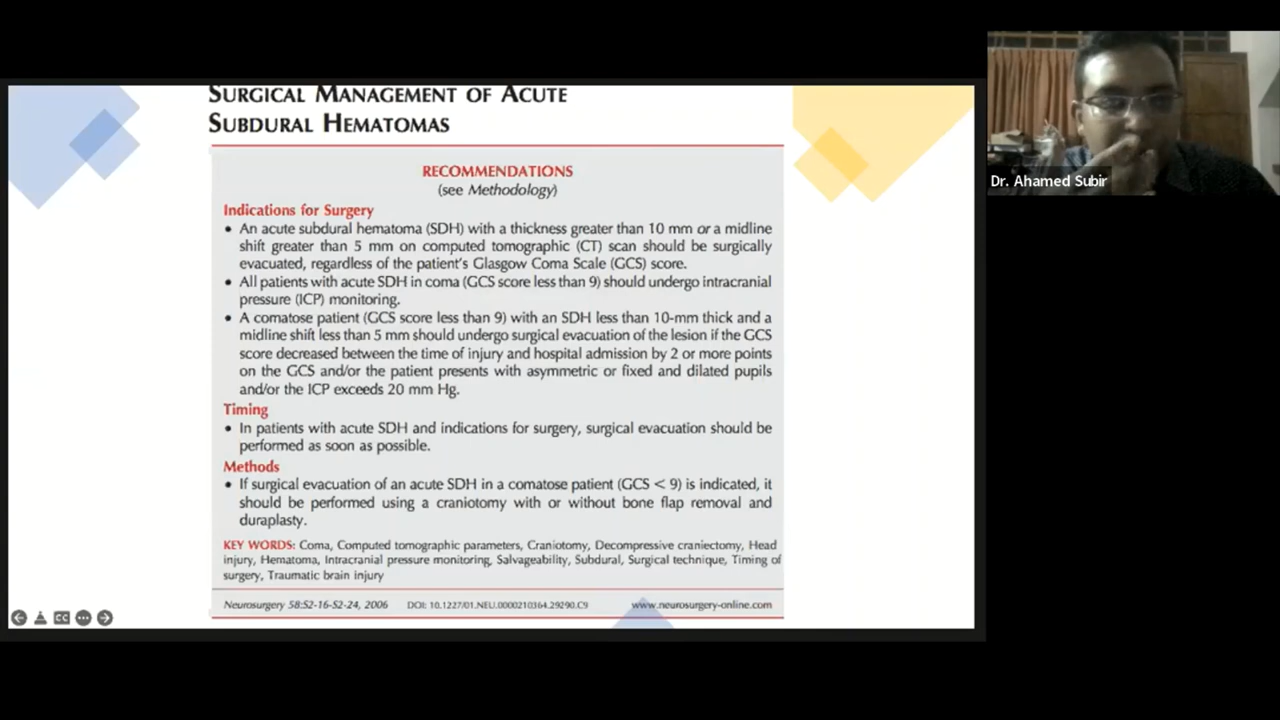 SURGICAL MANAGEMENT OF ACUTE
SUBDURAL HEMATOMAS
RECOMMENDATIONS
(see Methodology)
Indications for Surgery
• An acute subdural hematoma (SDH) with a thickness greater than 10 mm or a midline
shift greater than 5 mm on computed tomographic (CT) scan should be surgically
evacuated, regardless of the patient's Glasgow Coma Scale (GCS) score.
• All patients with acute SDH in coma (GCS score less than 9) should undergo intracranial
pressure (ICP) monitoring.
• A comatose patient (GCS score less than 9) with an SDH less than 10-mm thick and a
midline shift less than 5 mm should undergo surgical evacuation of the lesion if the GCS
score decreased between the time of injury and hospital admission by 2 or more points
on the GCS and/or the patient presents with asymmetric or fixed and dilated pupils
and/or the ICP exceeds 20 mm Hg.
Timing
• In patients with acute SDH and indications for surgery, surgical evacuation should be
performed as soon as possible.
Methods
• If surgical evacuation of an acute SDH in a comatose patient (GCS < 9) is indicated, it
should be performed using a craniotomy with or without bone flap removal and
duraplasty.
KEY WORDS: Coma, Computed tomographic parameters, Craniotomy, Decompressive craniectomy, Head
injury, Hematoma, Intracranial pressure monitoring, Salvageability, Subdural, Surgical technique, Timing of
surgery, Traumatic brain injury
Neurosurgery 58:S2-16-S2-24, 2006 DOI: 10.1227/01.NEU.0000210364.29290.C9 www.neurosurgery-online.com
CC
Dr. Ahamed Subir